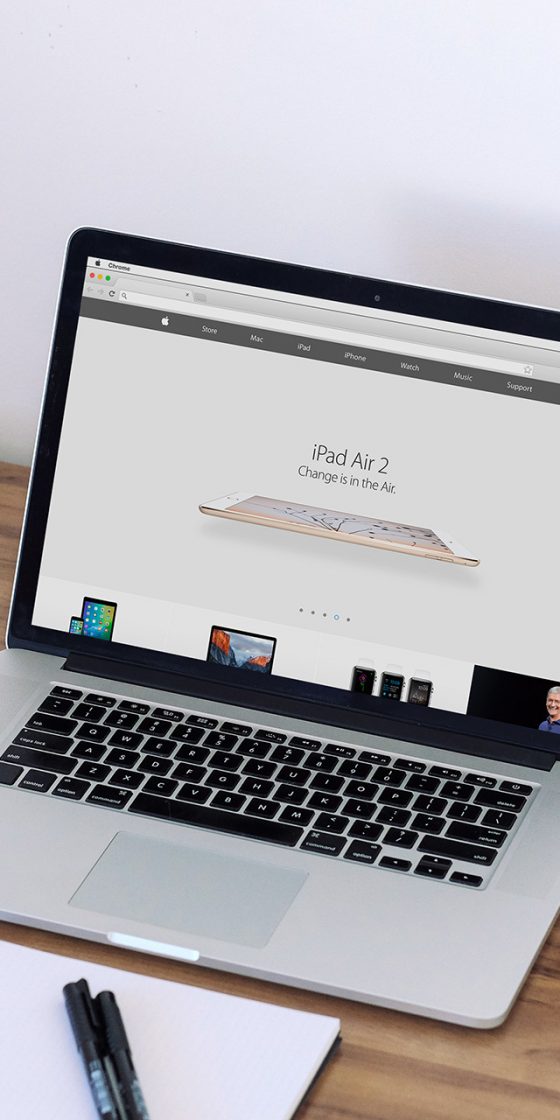 Chrome
Store Mac iPad iPhone Watch Music Support
iPad Air 2
Change is in the Air.
esc
delete
tab Q W E R T Y U I O P
caps lock A S D F G H J K L
enter
return
shift Z X C V B N M
shift
control option command
command option